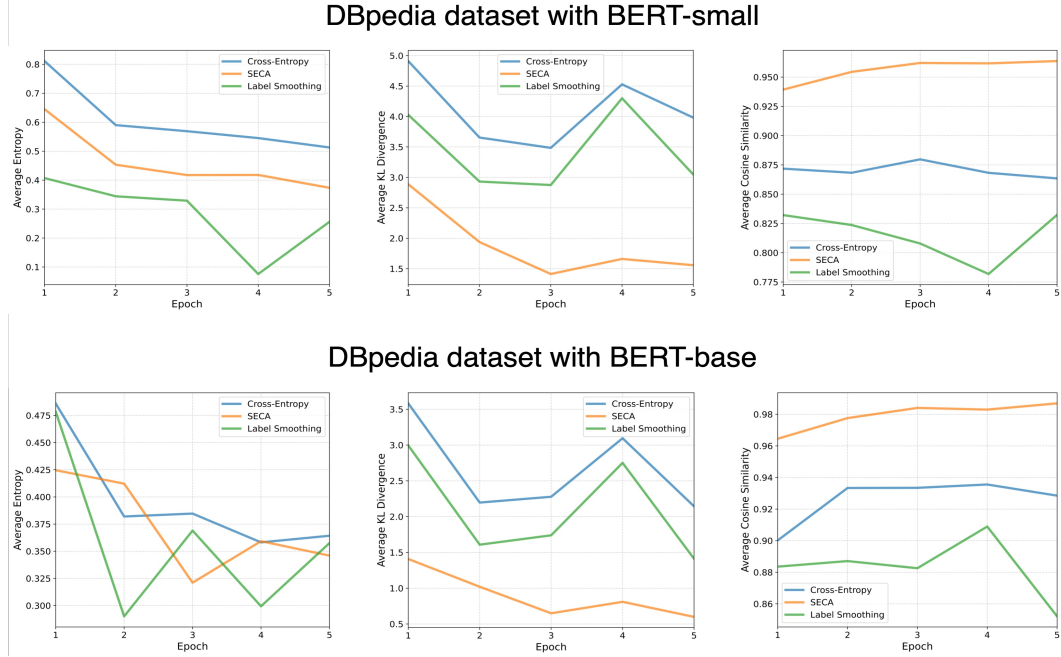 DBpedia dataset with BERT-small
Average Entropy
0.8
0.7
0.6
0.5
0.4
0.3
0.2
0.1
Cross-Entropy
SECA
Label Smoothing
1 2 3 4 5
Epoch
Average KL Divergence
5.0
4.5
4.0
3.5
3.0
2.5
2.0
1.5
Cross-Entropy
SECA
Label Smoothing
1 2 3 4 5
Epoch
Average Cosine Similarity
0.950
0.925
0.900
0.875
0.850
0.825
0.800
0.775
Cross-Entropy
SECA
Label Smoothing
1 2 3 4 5
Epoch
DBpedia dataset with BERT-base
Average Entropy
0.475
0.450
0.425
0.400
0.375
0.350
0.325
0.300
Cross-Entropy
SECA
Label Smoothing
1 2 3 4 5
Epoch
Average KL Divergence
3.5
3.0
2.5
2.0
1.5
1.0
0.5
Cross-Entropy
SECA
Label Smoothing
1 2 3 4 5
Epoch
Average Cosine Similarity
0.98
0.96
0.94
0.92
0.90
0.88
0.86
Cross-Entropy
SECA
Label Smoothing
1 2 3 4 5
Epoch